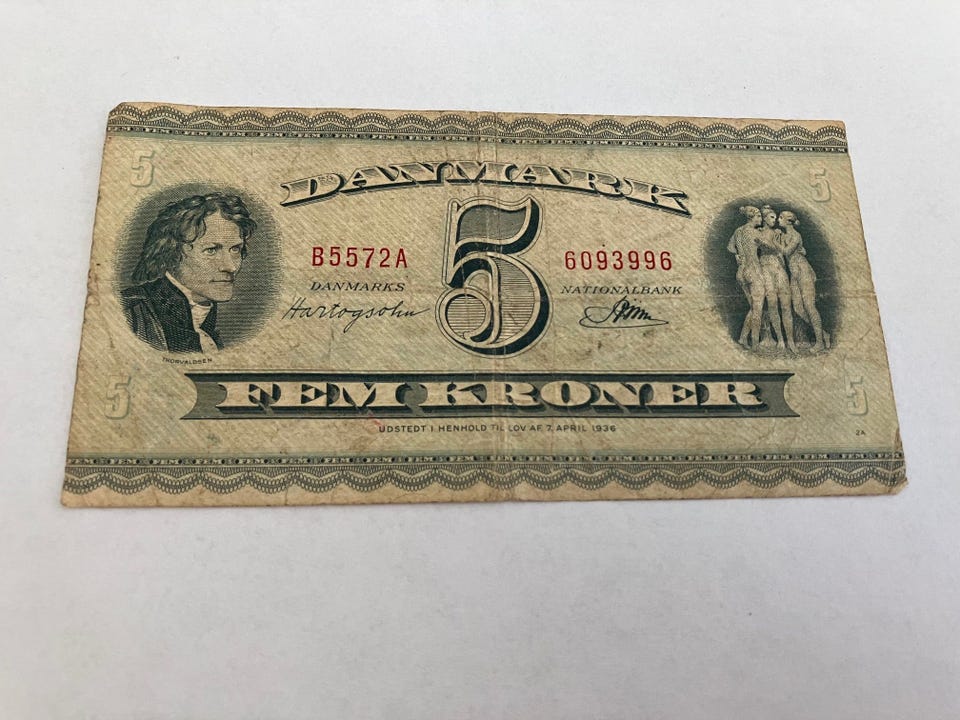 5
DANMARK
5
B5572A
5
6093996
DANMARKS
NATIONALBANK
Hartogsohn
THORVALDSEN
5
FEM KRONER
5
UDSTEDT I HENHOLD TIL LOV AF 7. APRIL 1936
2A